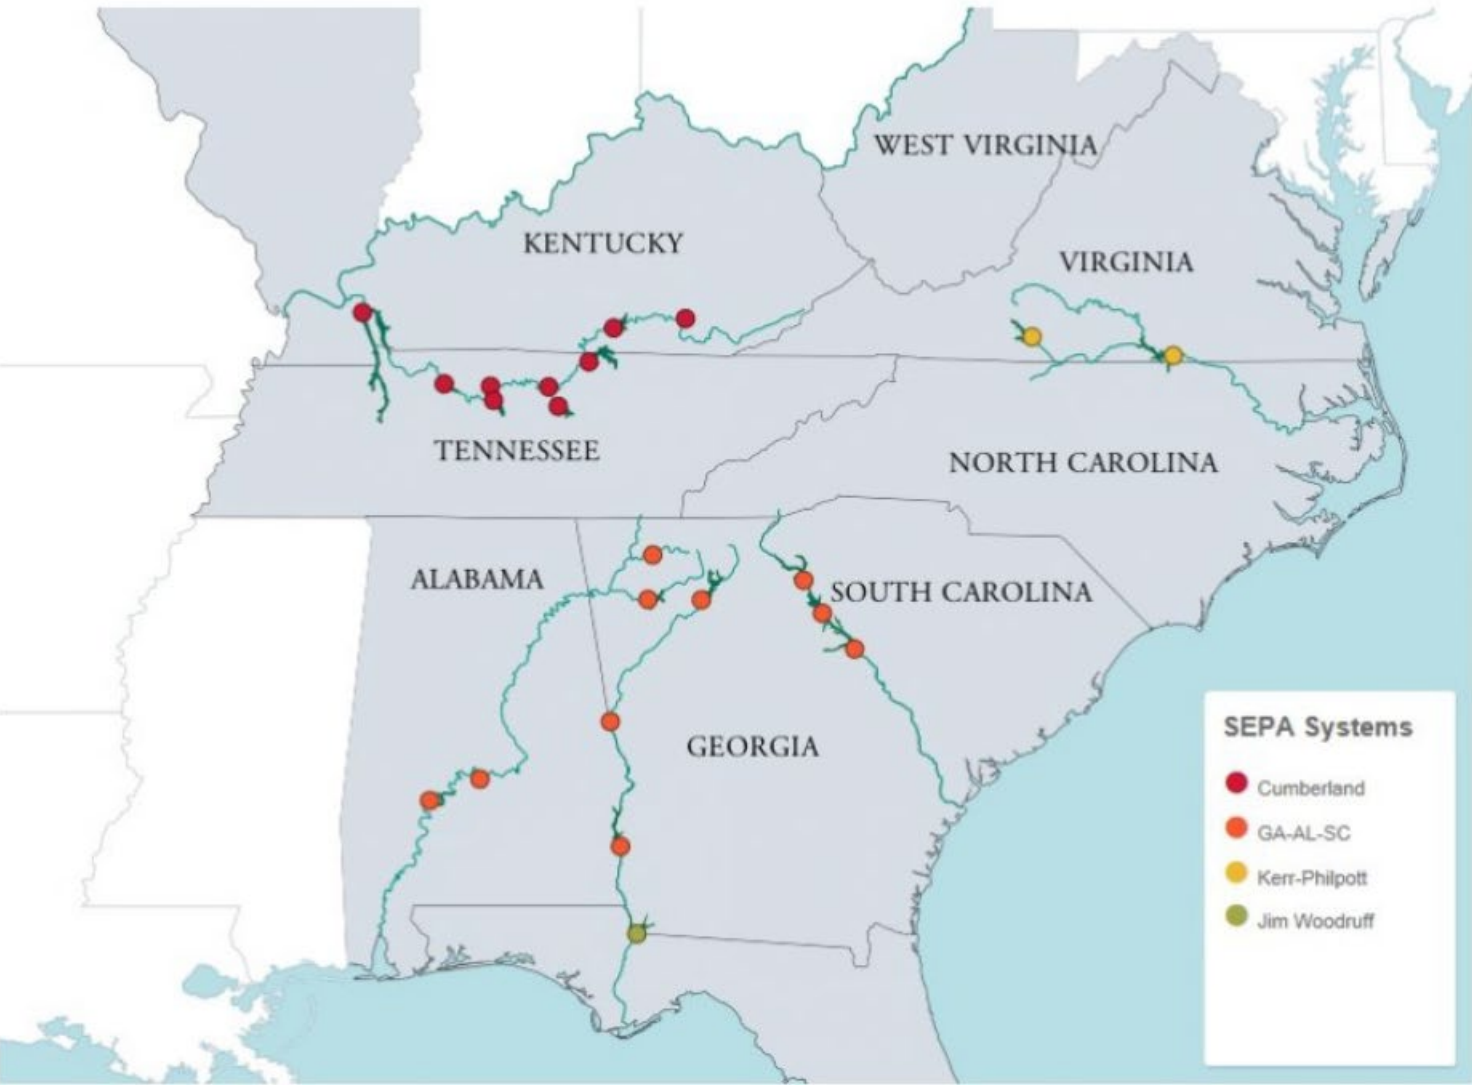 WEST VIRGINIA
KENTUCKY
VIRGINIA
TENNESSEE
NORTH CAROLINA
ALABAMA
SOUTH CAROLINA
GEORGIA
SEPA Systems
Cumberland
GA-AL-SC
Kerr-Philpott
Jim Woodruff